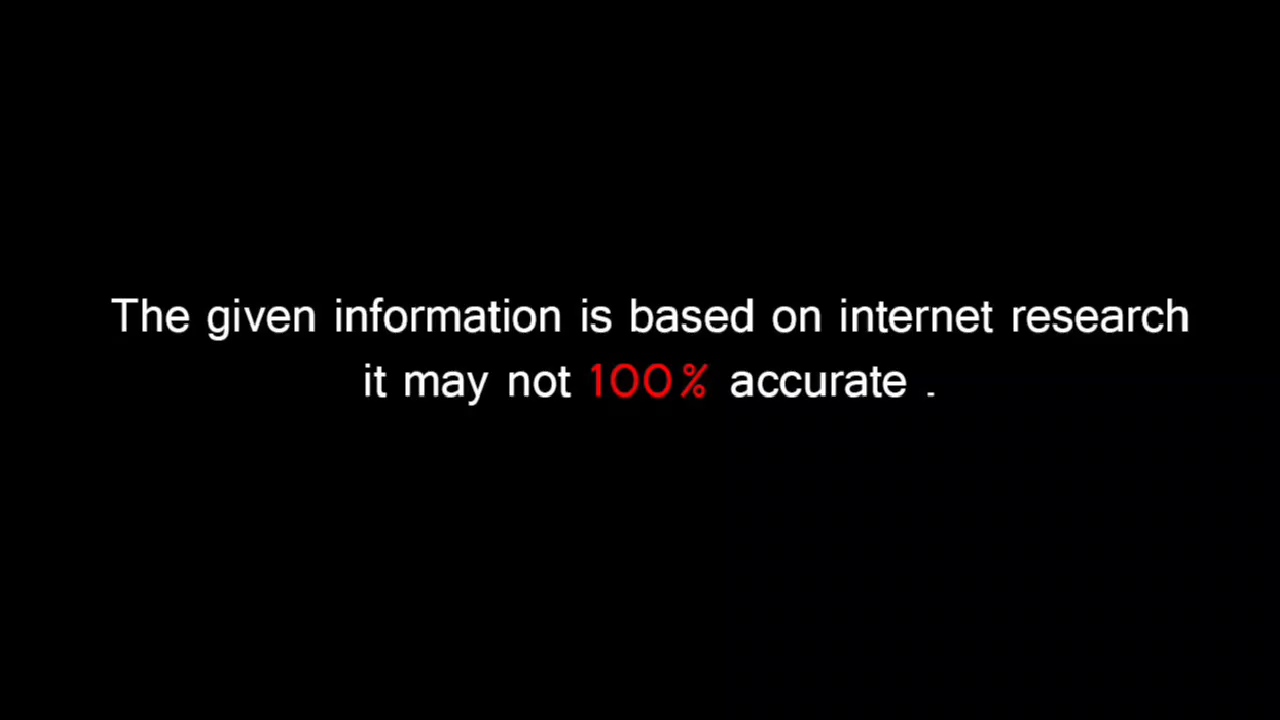 The given information is based on internet research
it may not 100% accurate .